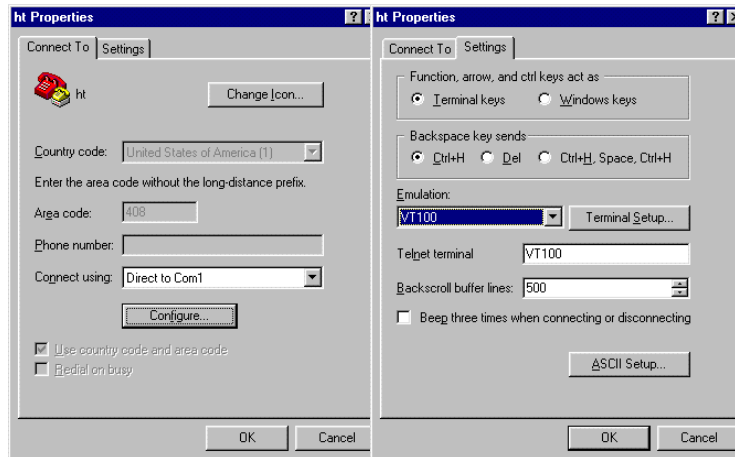 ht Properties
Connect To Settings
ht
Change Icon...
Country code: United States of America (1)
Enter the area code without the long-distance prefix.
Area code: 408
Phone number:
Connect using: Direct to Com1
Configure...
Use country code and area code
Redial on busy
OK Cancel
ht Properties
Connect To Settings
Function, arrow, and ctrl keys act as
Terminal keys Windows keys
Backspace key sends
Ctrl+H Del Ctrl+H, Space, Ctrl+H
Emulation:
VT100 Terminal Setup...
Telnet terminal VT100
Backscroll buffer lines: 500
Beep three times when connecting or disconnecting
ASCII Setup...
OK Cancel